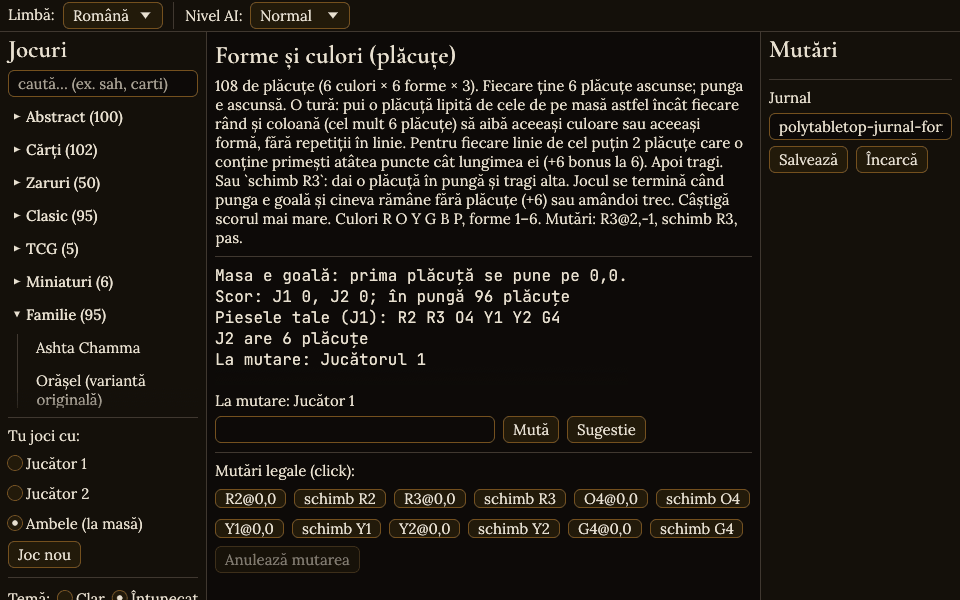 Limbă: Română Nivel AI: Normal
Jocuri
caută... (ex. sah, carti)
Abstract (100)
Cărți (102)
Zaruri (50)
Clasic (95)
TCG (5)
Miniaturi (6)
Familie (95)
Ashta Chamma
Orășel (variantă
originală)
Tu joci cu:
Jucător 1
Jucător 2
Ambele (la masă)
Joc nou
Temă: Clar Întunecat
Forme și culori (plăcuțe)
108 de plăcuțe (6 culori × 6 forme × 3). Fiecare ține 6 plăcuțe ascunse; punga
e ascunsă. O tură: pui o plăcuță lipită de cele de pe masă astfel încât fiecare
rând și coloană (cel mult 6 plăcuțe) să aibă aceeași culoare sau aceeași
formă, fără repetiții în linie. Pentru fiecare linie de cel puțin 2 plăcuțe care o
conține primești atâtea puncte cât lungimea ei (+6 bonus la 6). Apoi tragi.
Sau `schimb R3`: dai o plăcuță în pungă și tragi alta. Jocul se termină când
punga e goală și cineva rămâne fără plăcuțe (+6) sau amândoi trec. Câștigă
scorul mai mare. Culori R O Y G B P, forme 1–6. Mutări: R3@2,-1, schimb R3,
pas.
Masa e goală: prima plăcuță se pune pe 0,0.
Scor: J1 0, J2 0; în pungă 96 plăcuțe
Piesele tale (J1): R2 R3 O4 Y1 Y2 G4
J2 are 6 plăcuțe
La mutare: Jucătorul 1
La mutare: Jucător 1
Mută Sugestie
Mutări legale (click):
R2@0,0 schimb R2 R3@0,0 schimb R3 O4@0,0 schimb O4
Y1@0,0 schimb Y1 Y2@0,0 schimb Y2 G4@0,0 schimb G4
Anulează mutarea
Mutări
Jurnal
polytabletop-jurnal-for
Salvează Încarcă